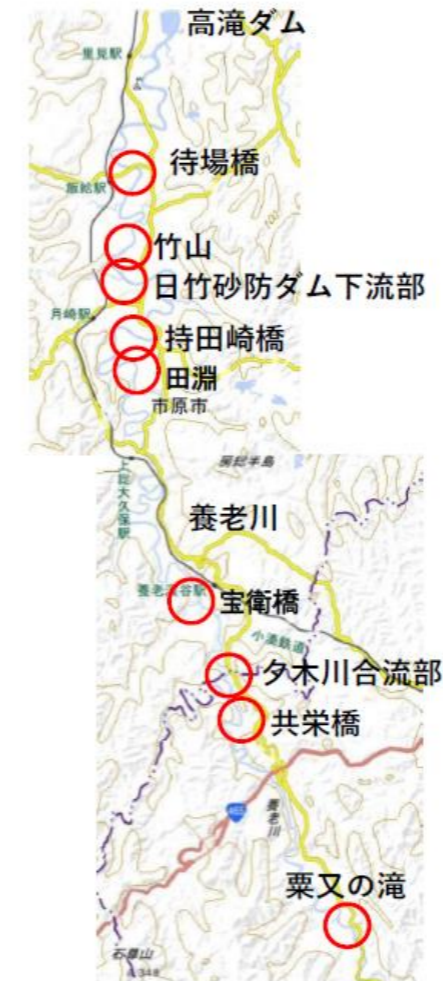 高滝ダム
里見駅
待場橋
飯給駅
竹山
日竹砂防ダム下流部
月崎駅
持田崎橋
田淵
市原市
上総大久保駅
房総半島
養老川
養老渓谷駅
宝衛橋
小湊鉄道
夕木川合流部
共栄橋
465
養老川
粟又の滝
石尊山
348